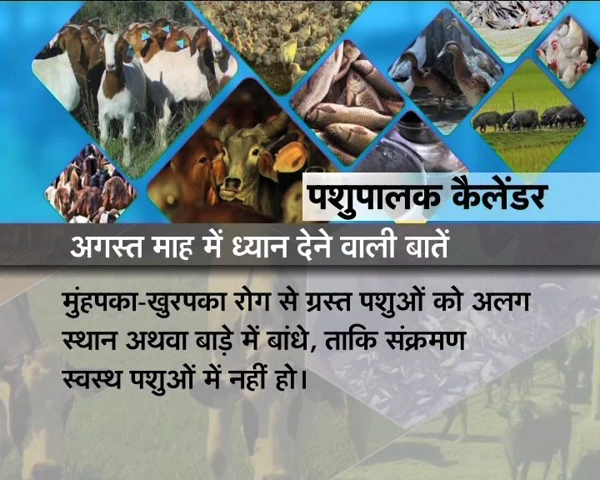 पशुपालक कैलेंडर
अगस्त माह में ध्यान देने वाली बातें
मुंहपका-खुरपका रोग से ग्रस्त पशुओं को अलग
स्थान अथवा बाड़े में बांधे, ताकि संक्रमण
स्वस्थ पशुओं में नहीं हो।